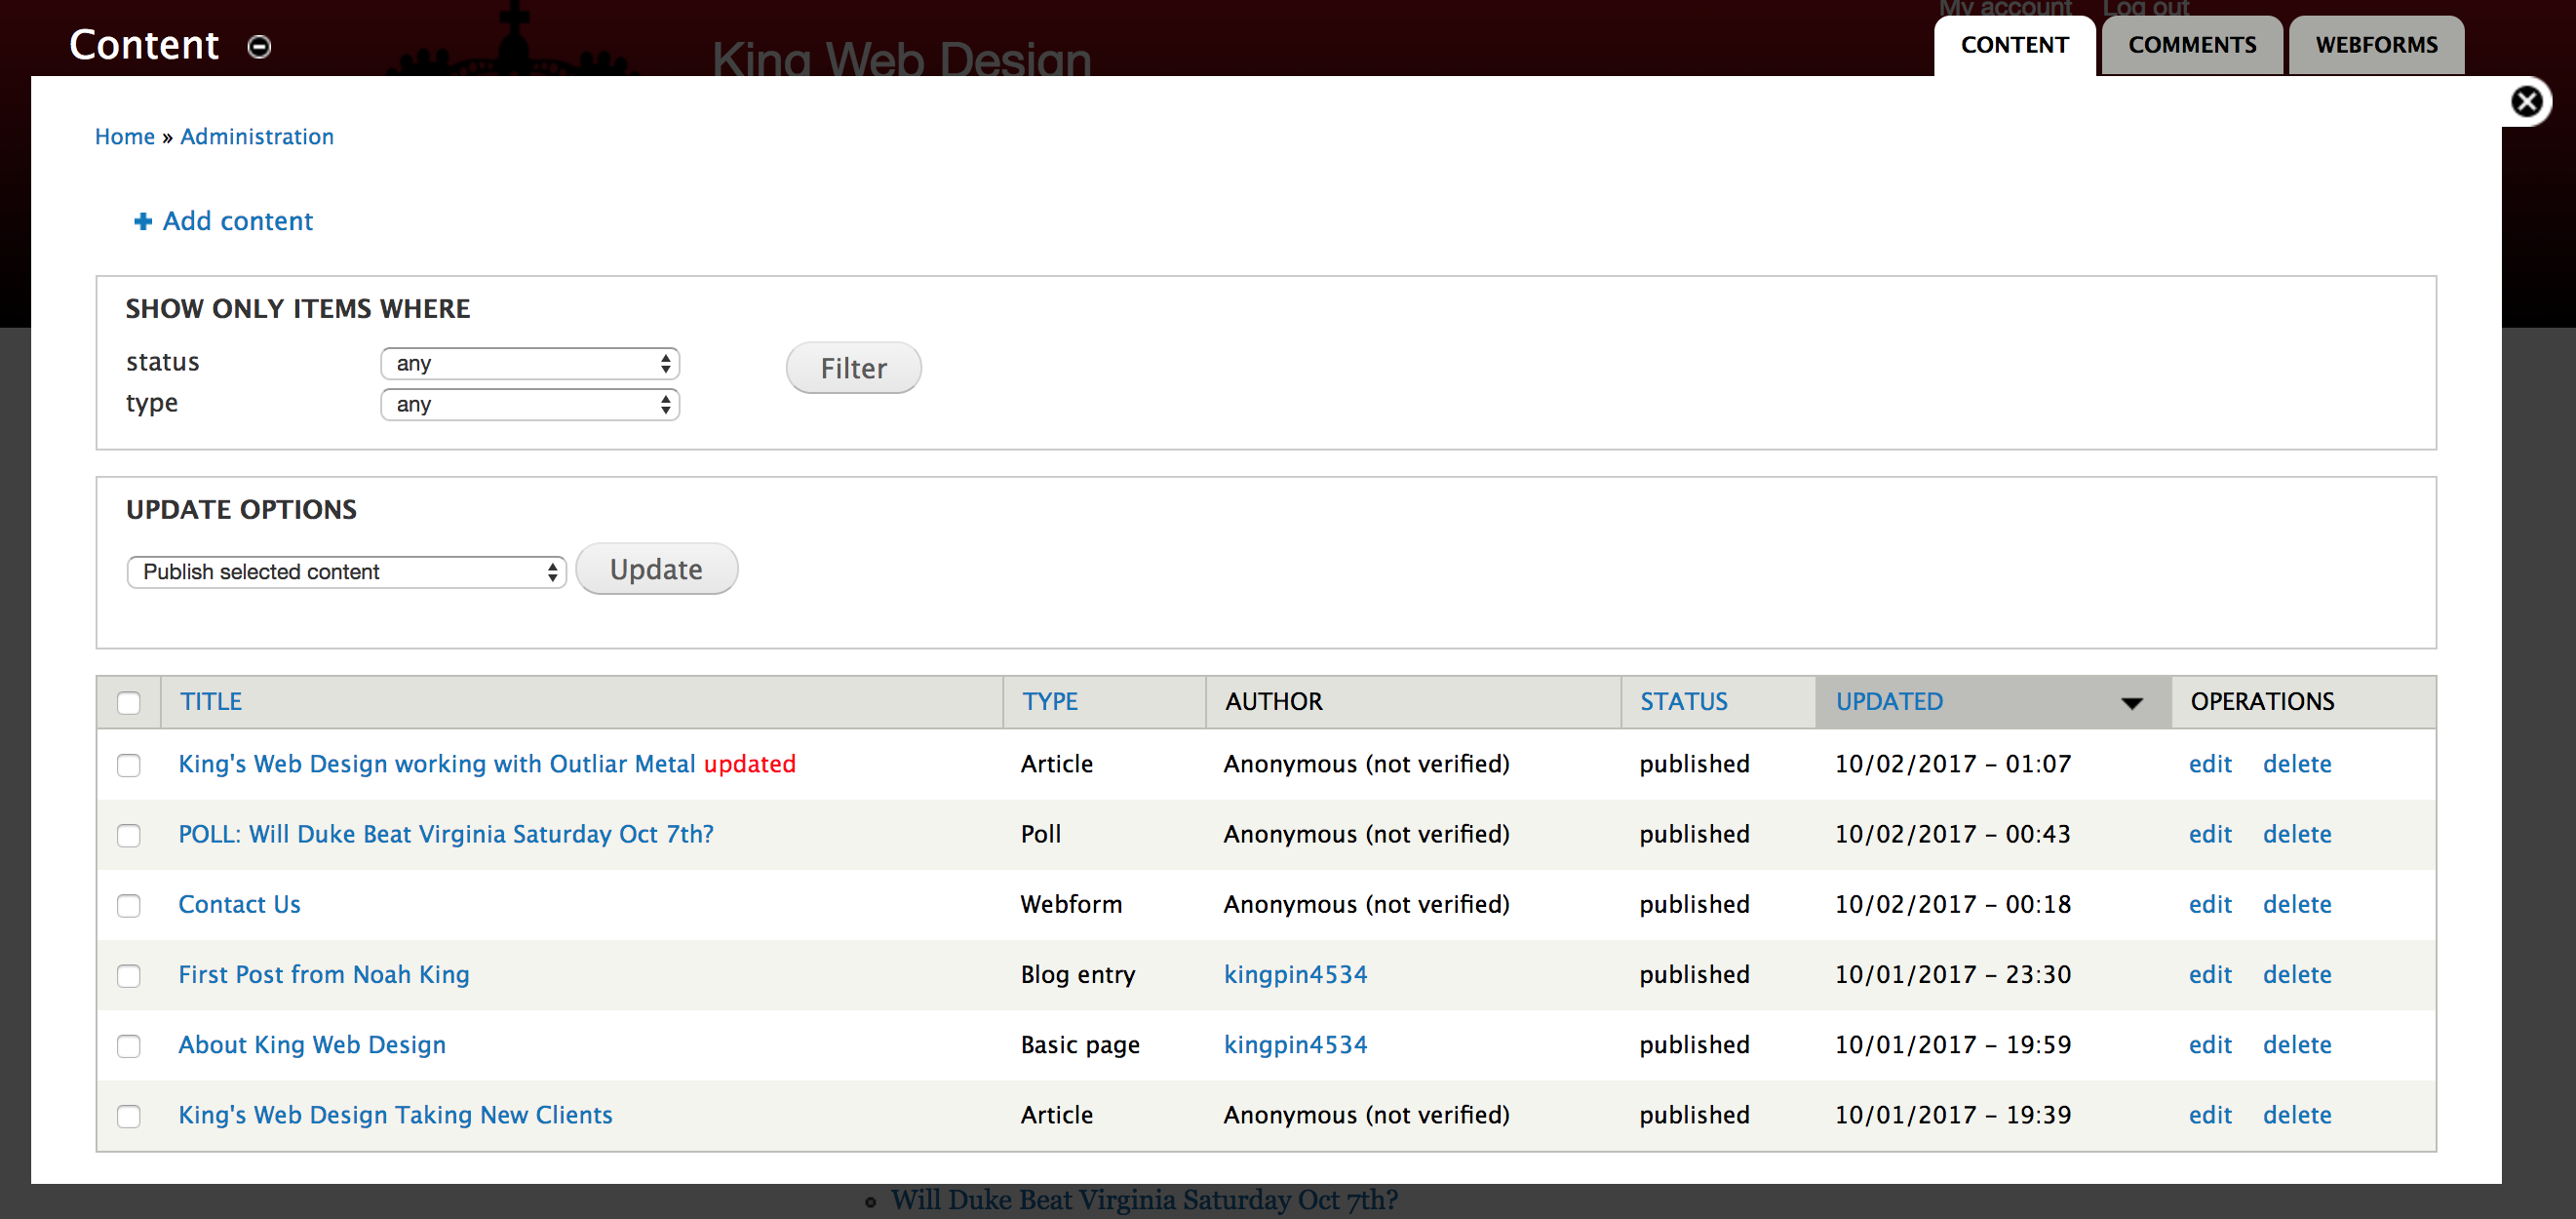 My account Log out
Content
King Web Design
CONTENT COMMENTS WEBFORMS
Home » Administration
Add content
SHOW ONLY ITEMS WHERE
status any Filter
type any
UPDATE OPTIONS
Publish selected content Update
TITLE TYPE AUTHOR STATUS UPDATED OPERATIONS
King's Web Design working with Outliar Metal updated Article Anonymous (not verified) published 10/02/2017 – 01:07 edit delete
POLL: Will Duke Beat Virginia Saturday Oct 7th? Poll Anonymous (not verified) published 10/02/2017 – 00:43 edit delete
Contact Us Webform Anonymous (not verified) published 10/02/2017 – 00:18 edit delete
First Post from Noah King Blog entry kingpin4534 published 10/01/2017 – 23:30 edit delete
About King Web Design Basic page kingpin4534 published 10/01/2017 – 19:59 edit delete
King's Web Design Taking New Clients Article Anonymous (not verified) published 10/01/2017 – 19:39 edit delete
Will Duke Beat Virginia Saturday Oct 7th?